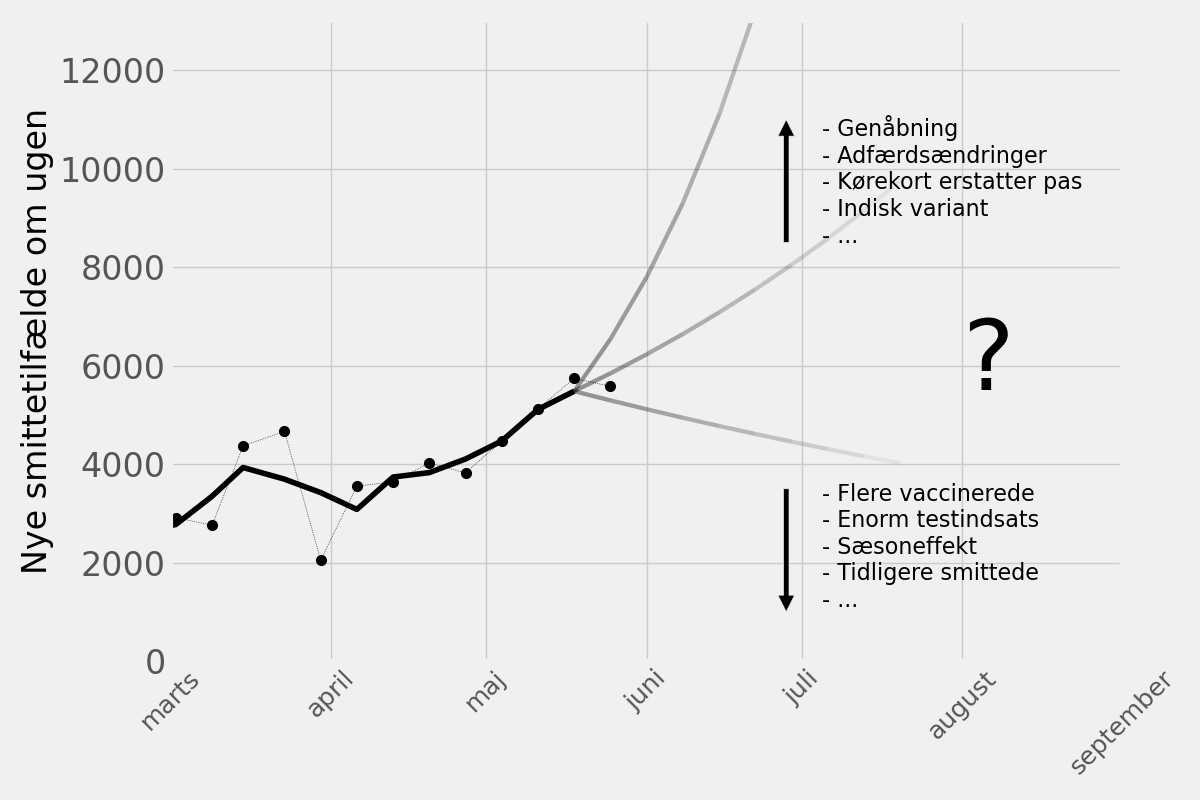 Nye smittetilfælde om ugen
12000
10000
8000
6000
4000
2000
0
- Genåbning
- Adfærdsændringer
- Kørekort erstatter pas
- Indisk variant
- ...
?
- Flere vaccinerede
- Enorm testindsats
- Sæsoneffekt
- Tidligere smittede
- ...
marts
april
maj
juni
juli
august
september